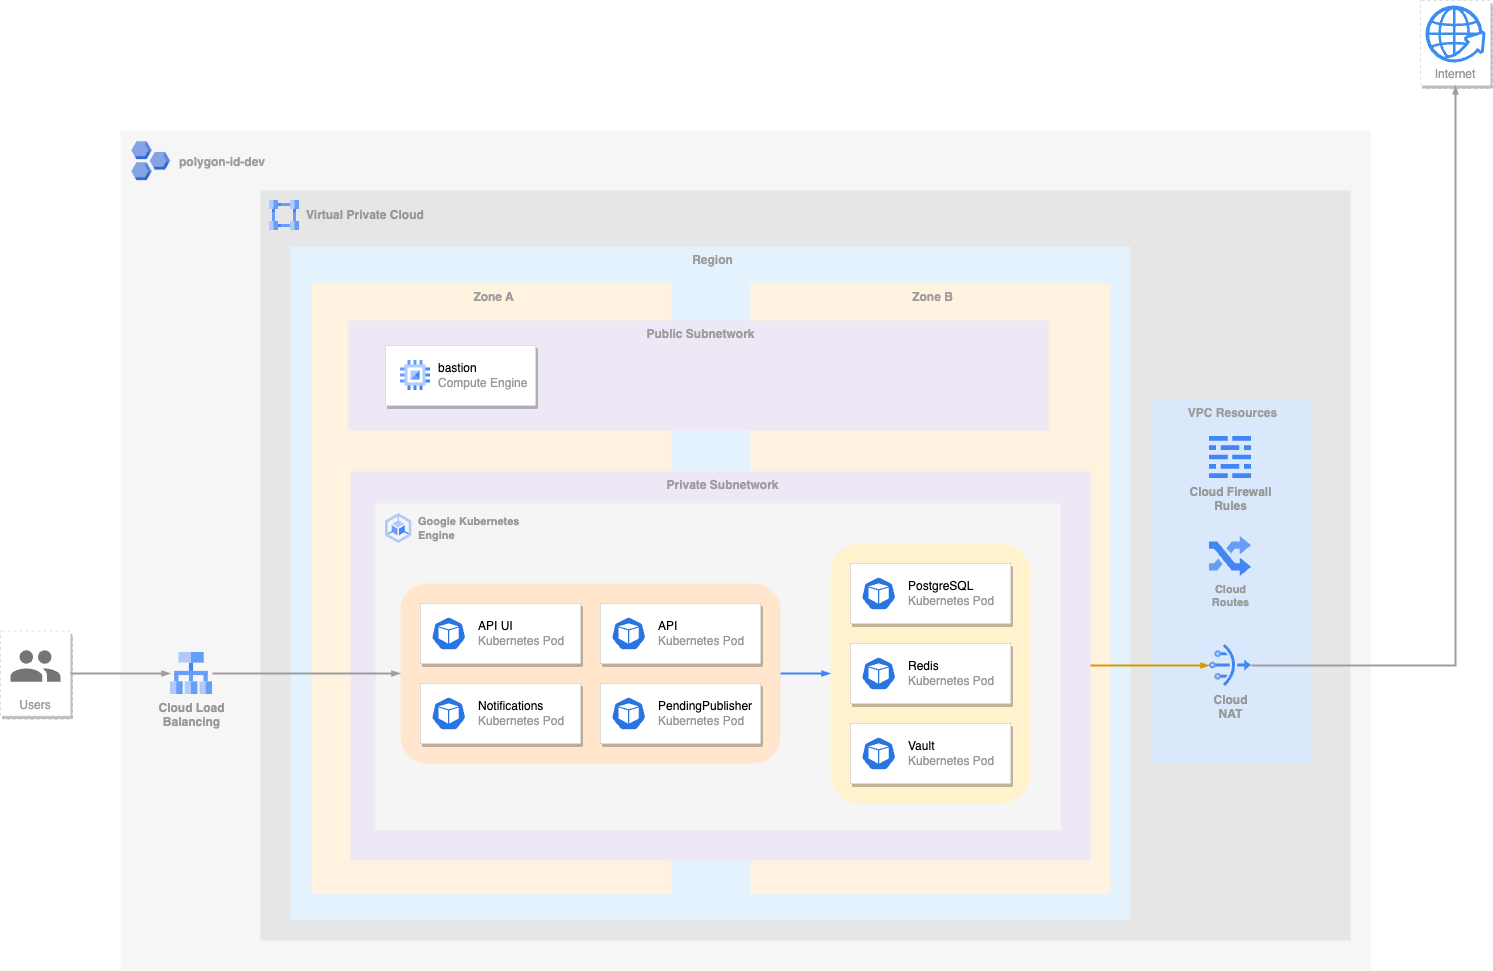 Internet
polygon-id-dev
Virtual Private Cloud
Region
Zone A
Zone B
Public Subnetwork
bastion
Compute Engine
VPC Resources
Cloud Firewall
Rules
Cloud
Routes
Cloud
NAT
Private Subnetwork
Google Kubernetes
Engine
API UI
Kubernetes Pod
API
Kubernetes Pod
Notifications
Kubernetes Pod
PendingPublisher
Kubernetes Pod
PostgreSQL
Kubernetes Pod
Redis
Kubernetes Pod
Vault
Kubernetes Pod
Users
Cloud Load
Balancing